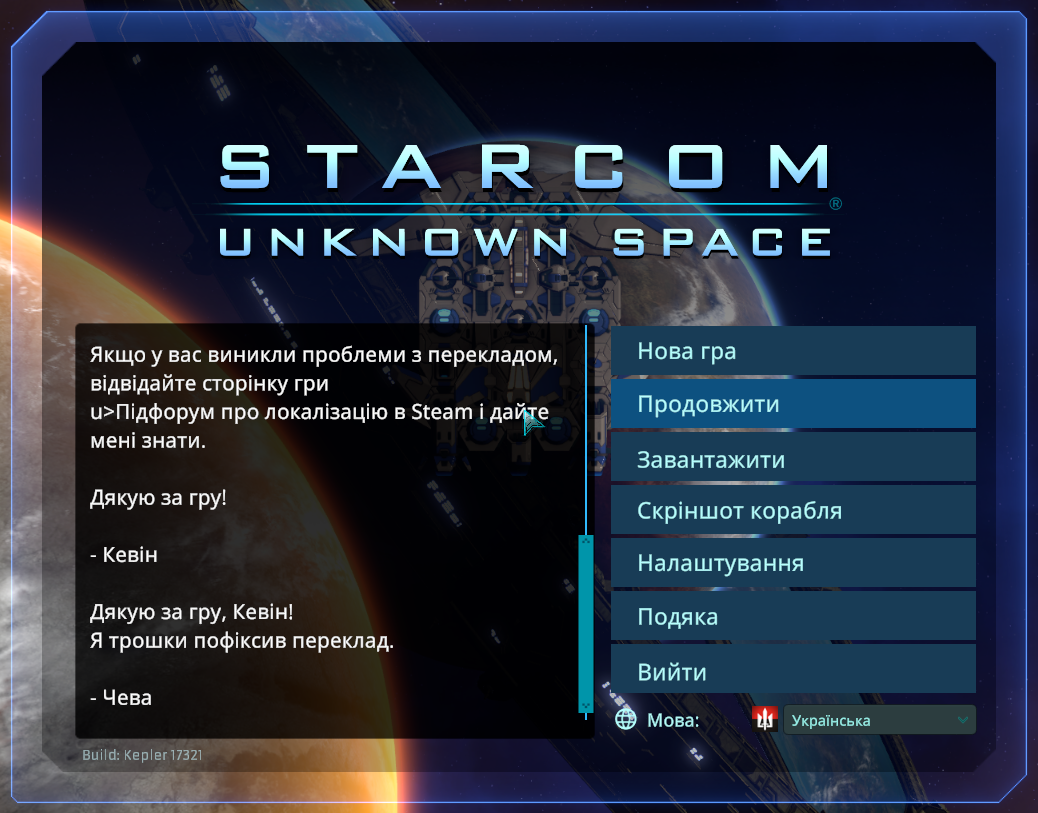 STARCOM
®
UNKNOWN SPACE
Якщо у вас виникли проблеми з перекладом,
відвідайте сторінку гри
u>Підфорум про локалізацію в Steam і дайте
мені знати.
Дякую за гру!
- Кевін
Дякую за гру, Кевін!
Я трошки пофіксив переклад.
- Чева
Нова гра
Продовжити
Завантажити
Скріншот корабля
Налаштування
Подяка
Вийти
Мова:
Українська
Build: Kepler 17321